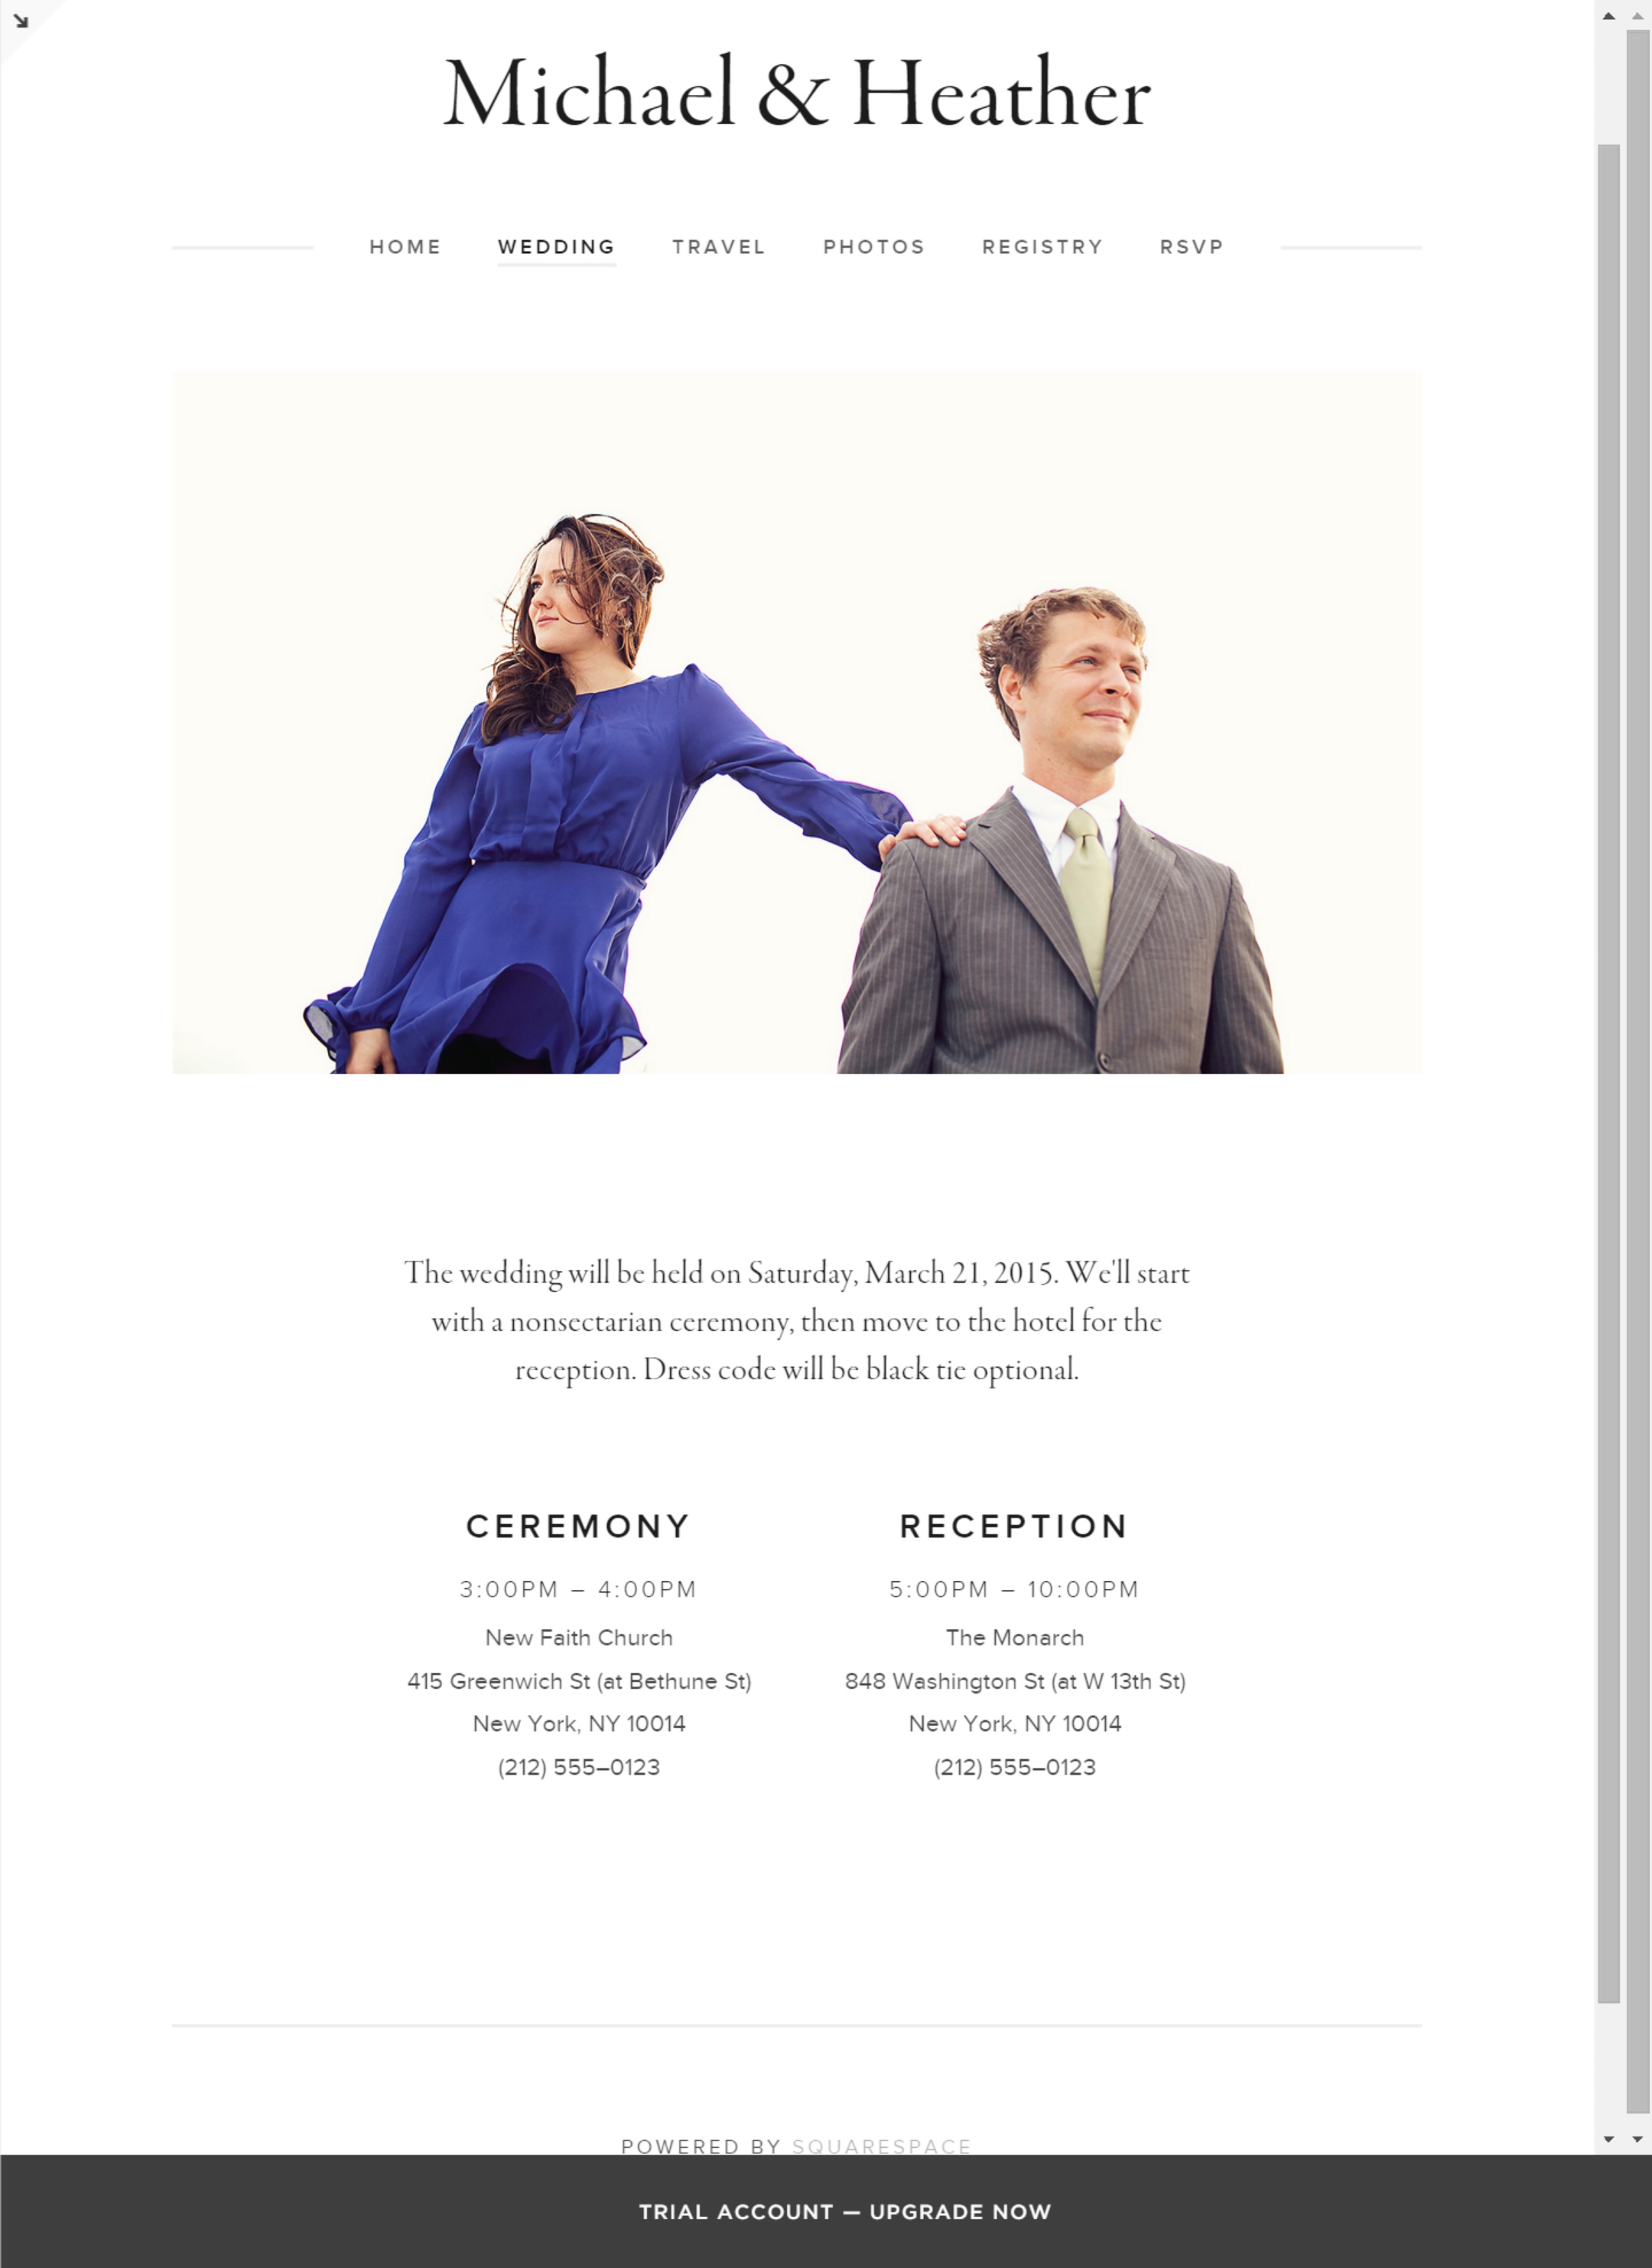 Michael & Heather
HOME WEDDING TRAVEL PHOTOS REGISTRY RSVP
The wedding will be held on Saturday, March 21, 2015. We'll start
with a nonsectarian ceremony, then move to the hotel for the
reception. Dress code will be black tie optional.
CEREMONY
3:00PM – 4:00PM
New Faith Church
415 Greenwich St (at Bethune St)
New York, NY 10014
(212) 555–0123
RECEPTION
5:00PM – 10:00PM
The Monarch
848 Washington St (at W 13th St)
New York, NY 10014
(212) 555–0123
POWERED BY SQUARESPACE
TRIAL ACCOUNT — UPGRADE NOW